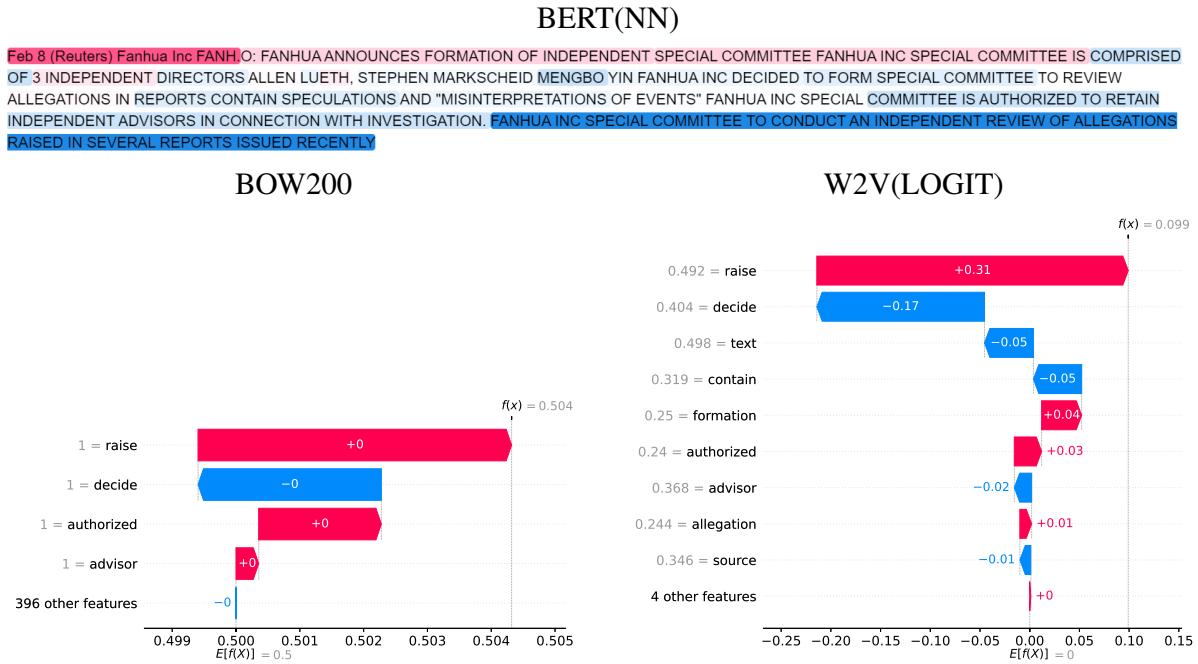 BERT(NN)
Feb 8 (Reuters) Fanhua Inc FANH.O: FANHUA ANNOUNCES FORMATION OF INDEPENDENT SPECIAL COMMITTEE FANHUA INC SPECIAL COMMITTEE IS COMPRISED
OF 3 INDEPENDENT DIRECTORS ALLEN LUETH, STEPHEN MARKSCHEID MENGBO YIN FANHUA INC DECIDED TO FORM SPECIAL COMMITTEE TO REVIEW
ALLEGATIONS IN REPORTS CONTAIN SPECULATIONS AND "MISINTERPRETATIONS OF EVENTS" FANHUA INC SPECIAL COMMITTEE IS AUTHORIZED TO RETAIN
INDEPENDENT ADVISORS IN CONNECTION WITH INVESTIGATION. FANHUA INC SPECIAL COMMITTEE TO CONDUCT AN INDEPENDENT REVIEW OF ALLEGATIONS
RAISED IN SEVERAL REPORTS ISSUED RECENTLY
BOW200
f(x) = 0.504
1 = raise +0
1 = decide −0
1 = authorized +0
1 = advisor +0
396 other features −0
0.499 0.500 0.501 0.502 0.503 0.504 0.505
E[f(X)] = 0.5
W2V(LOGIT)
f(x) = 0.099
0.492 = raise +0.31
0.404 = decide −0.17
0.498 = text −0.05
0.319 = contain −0.05
0.25 = formation +0.04
0.24 = authorized +0.03
0.368 = advisor −0.02
0.244 = allegation +0.01
0.346 = source −0.01
4 other features +0
−0.25 −0.20 −0.15 −0.10 −0.05 0.00 0.05 0.10 0.15
E[f(X)] = 0